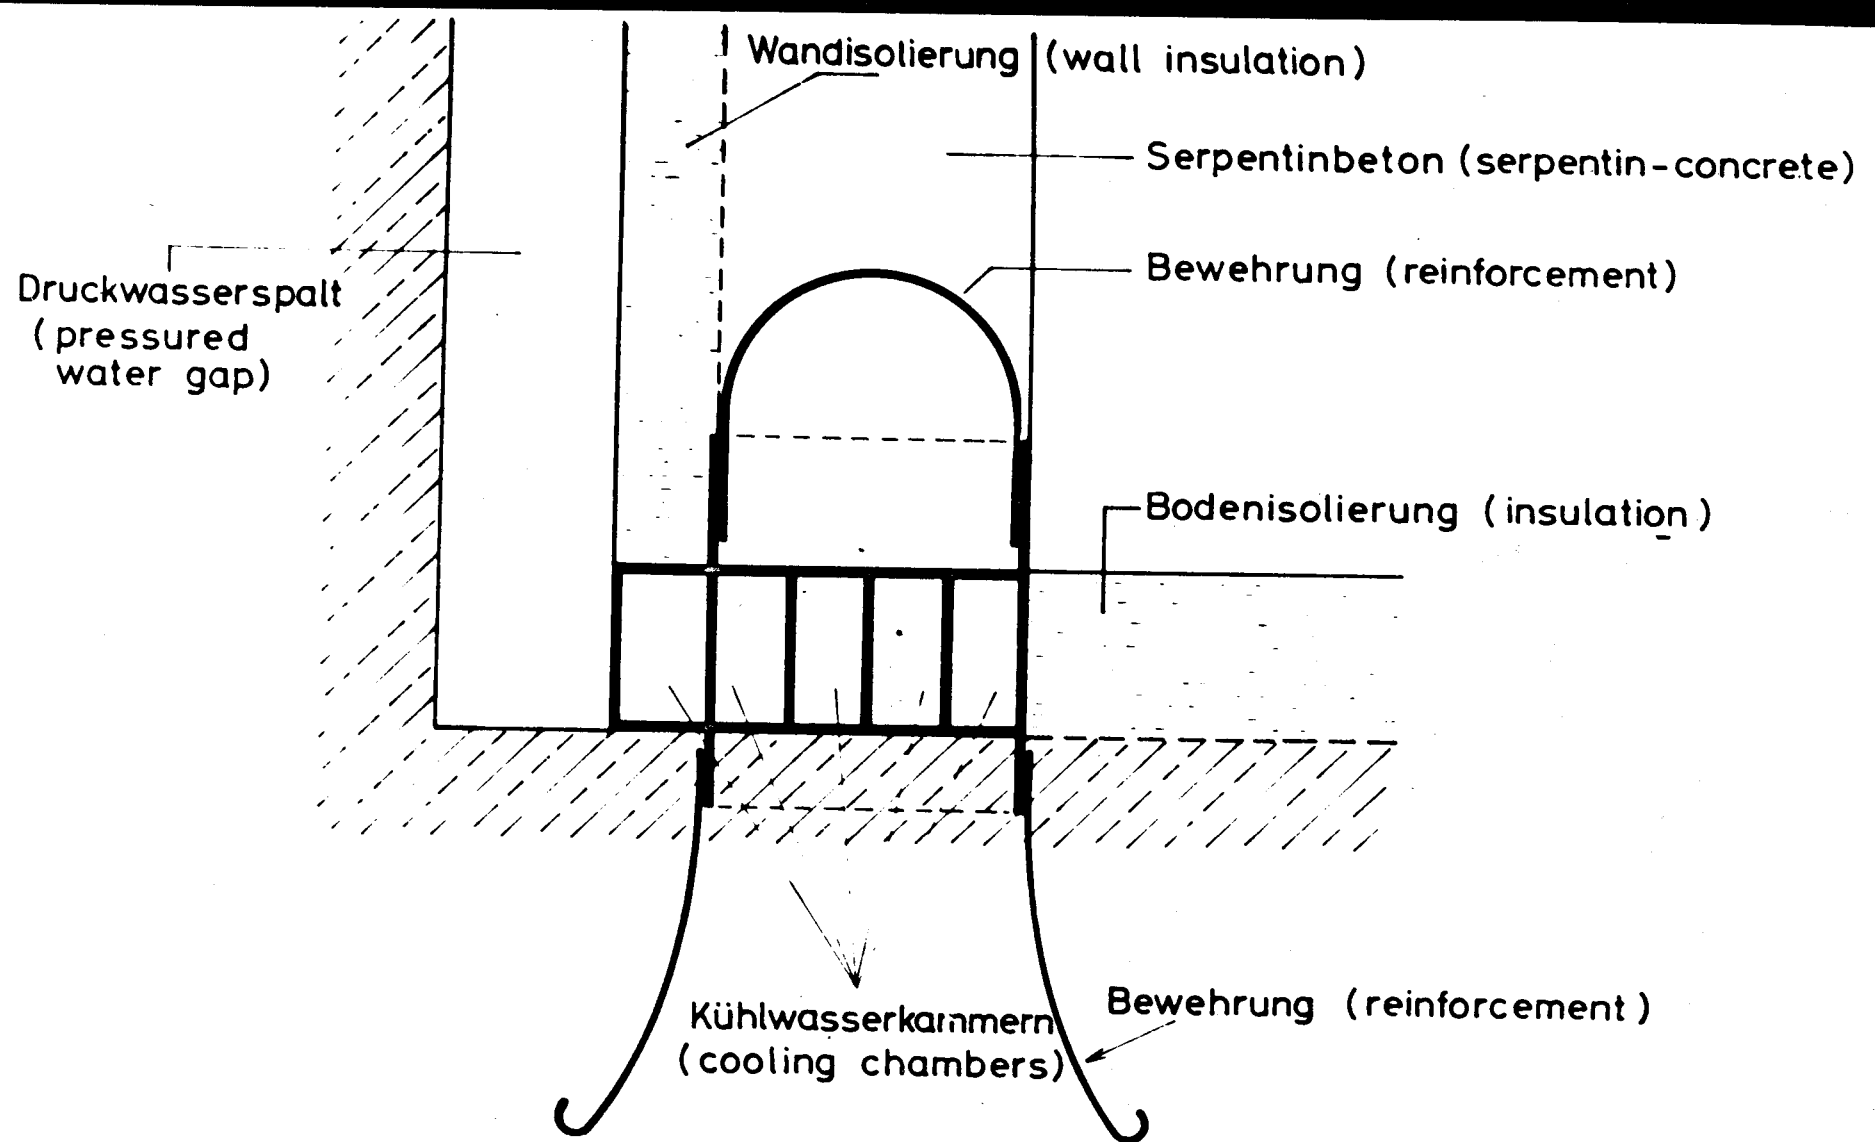 Wandisolierung (wall insulation)
Serpentinbeton (serpentin-concrete)
Bewehrung (reinforcement)
Druckwasserspalt
(pressured
water gap)
Bodenisolierung (insulation)
Kühlwasserkammern
(cooling chambers)
Bewehrung (reinforcement)